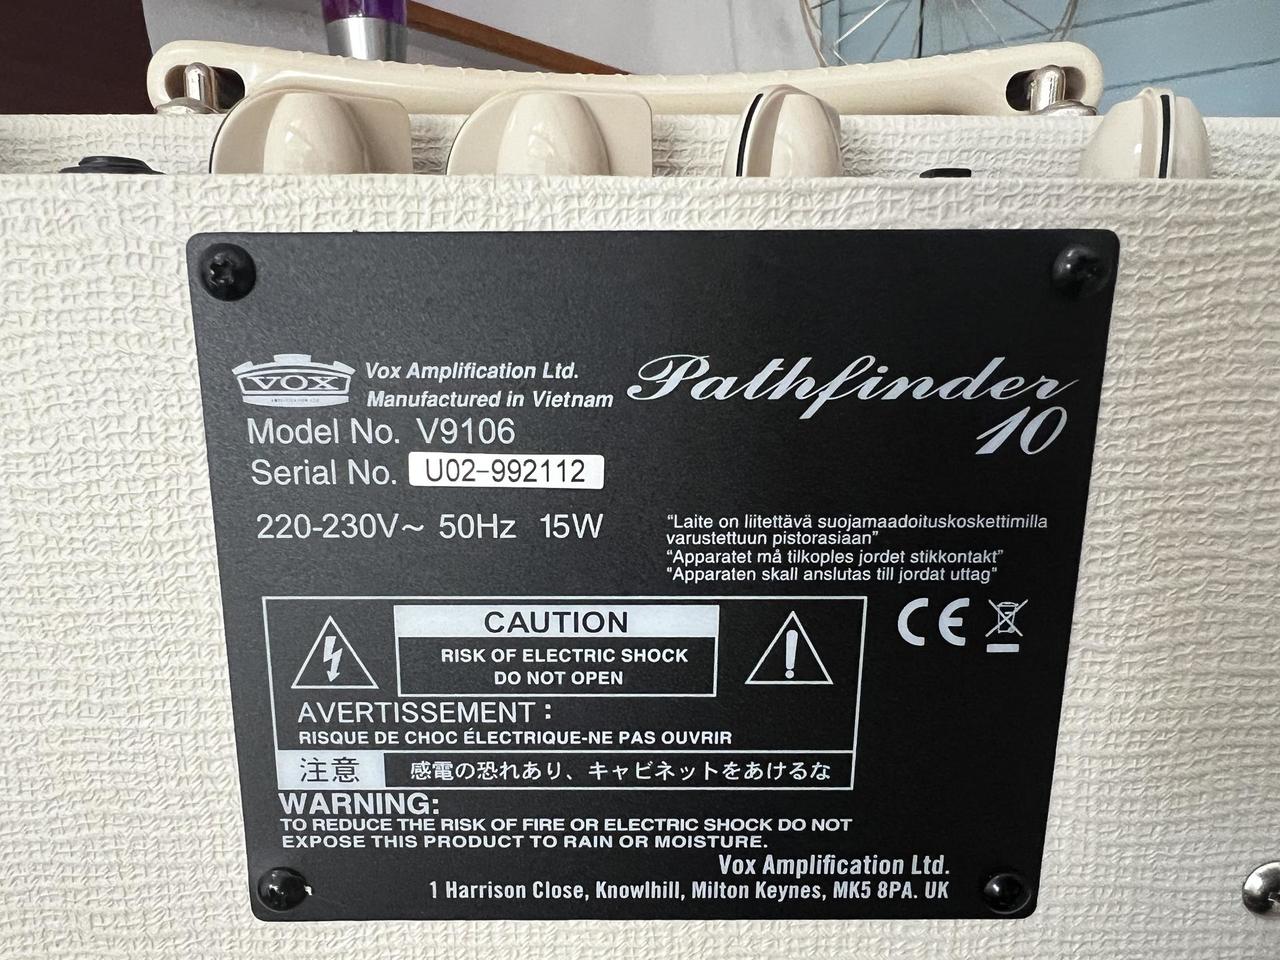 VOX
Vox Amplification Ltd.
Manufactured in Vietnam
Pathfinder
10
Model No. V9106
Serial No. U02-992112
220-230V~ 50Hz 15W
"Laite on liitettävä suojamaadoituskoskettimilla
varustettuun pistorasiaan"
"Apparatet må tilkoples jordet stikkontakt"
"Apparaten skall anslutas till jordat uttag"
CE
CAUTION
RISK OF ELECTRIC SHOCK
DO NOT OPEN
AVERTISSEMENT :
RISQUE DE CHOC ÉLECTRIQUE-NE PAS OUVRIR
注意 感電の恐れあり、キャビネットをあけるな
WARNING:
TO REDUCE THE RISK OF FIRE OR ELECTRIC SHOCK DO NOT
EXPOSE THIS PRODUCT TO RAIN OR MOISTURE.
Vox Amplification Ltd.
1 Harrison Close, Knowlhill, Milton Keynes, MK5 8PA. UK